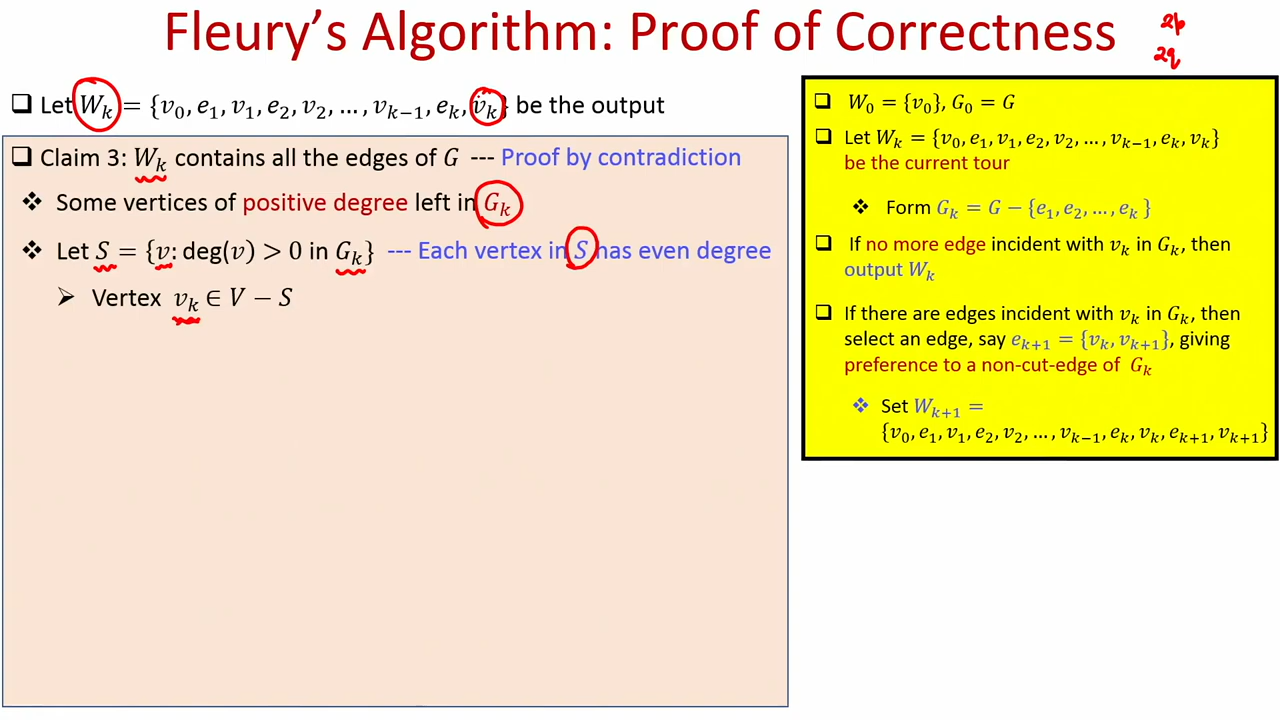 Fleury's Algorithm: Proof of Correctness
2p
2q
❑ Let W_k = {v_0, e_1, v_1, e_2, v_2, …, v_{k−1}, e_k, v_k} be the output
❑ Claim 3: W_k contains all the edges of G --- Proof by contradiction
❖ Some vertices of positive degree left in G_k
❖ Let S = {v: deg(v) > 0 in G_k} --- Each vertex in S has even degree
➢ Vertex v_k ∈ V − S
❑ W_0 = {v_0}, G_0 = G
❑ Let W_k = {v_0, e_1, v_1, e_2, v_2, …, v_{k−1}, e_k, v_k}
be the current tour
❖ Form G_k = G − {e_1, e_2, …, e_k}
❑ If no more edge incident with v_k in G_k, then
output W_k
❑ If there are edges incident with v_k in G_k, then
select an edge, say e_{k+1} = {v_k, v_{k+1}}, giving
preference to a non-cut-edge of G_k
❖ Set W_{k+1} =
{v_0, e_1, v_1, e_2, v_2, …, v_{k−1}, e_k, v_k, e_{k+1}, v_{k+1}}